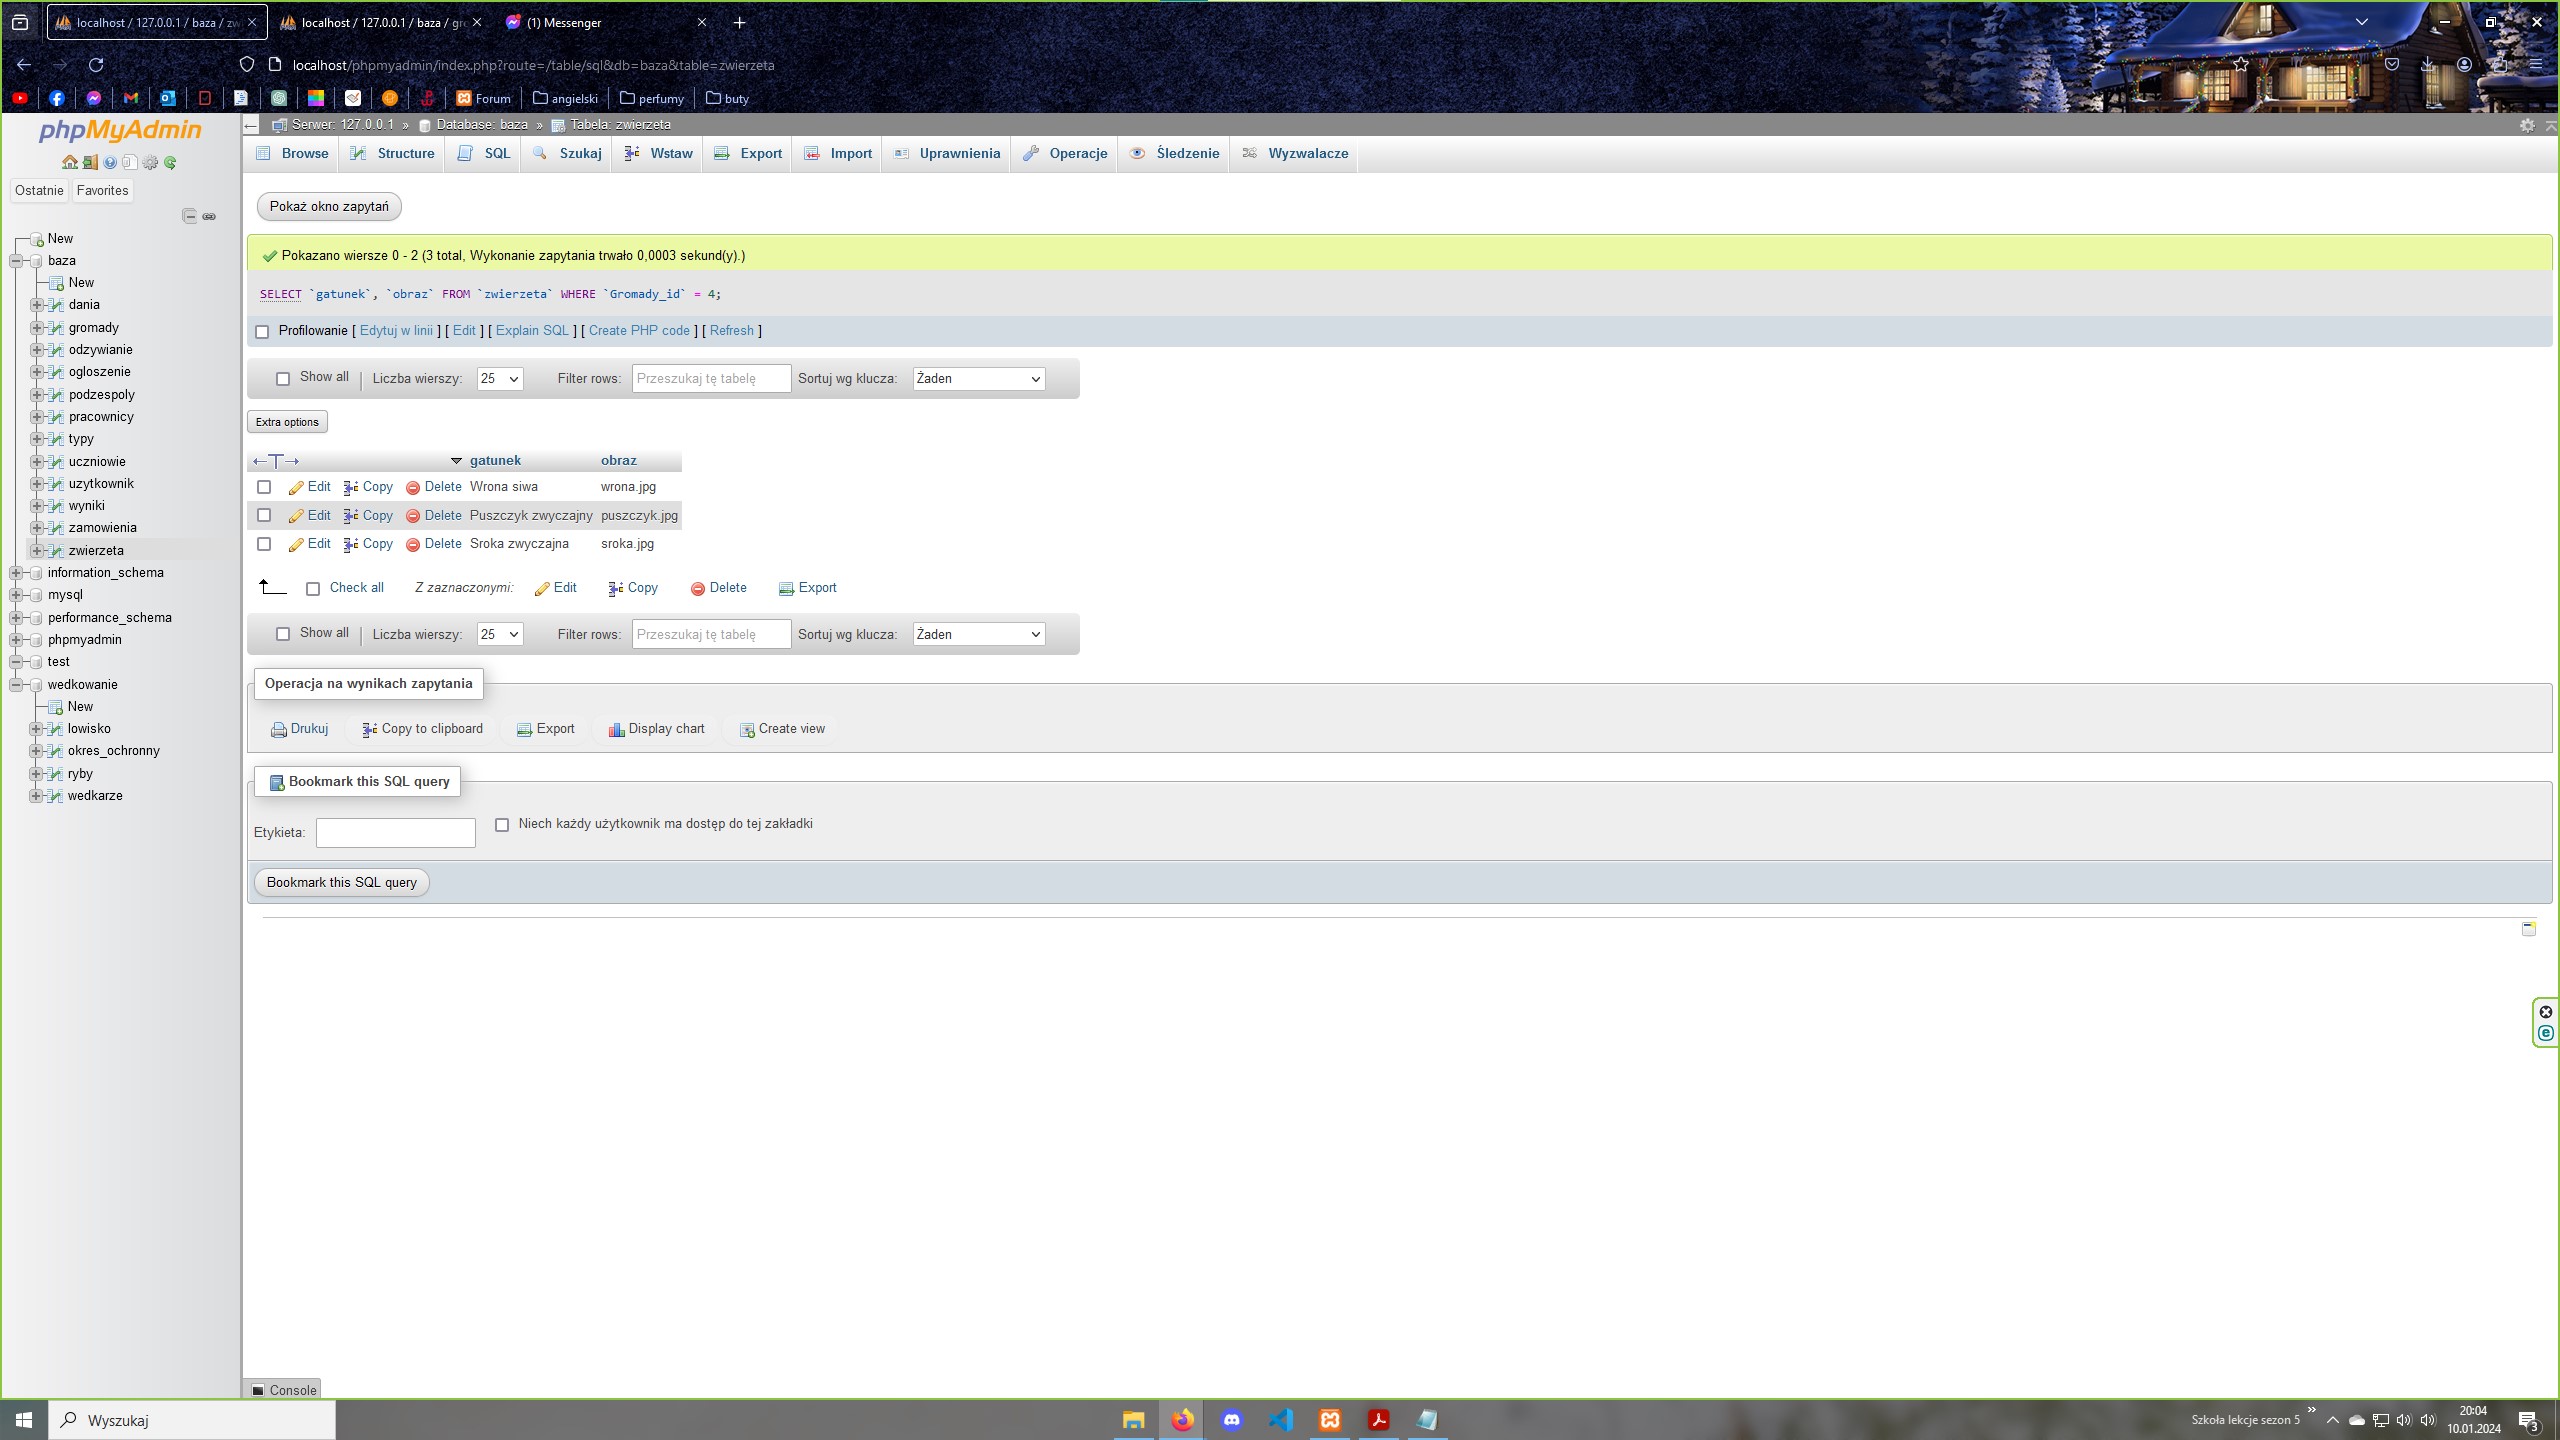 localhost / 127.0.0.1 / baza / zw
localhost / 127.0.0.1 / baza / gr
(1) Messenger
localhost/phpmyadmin/index.php?route=/table/sql&db=baza&table=zwierzeta
Forum
angielski
perfumy
buty
phpMyAdmin
Serwer: 127.0.0.1 » Database: baza » Tabela: zwierzeta
Browse
Structure
SQL
Szukaj
Wstaw
Export
Import
Uprawnienia
Operacje
Śledzenie
Wyzwalacze
Ostatnie
Favorites
New
baza
New
dania
gromady
odzywianie
ogloszenie
podzespoly
pracownicy
typy
uczniowie
uzytkownik
wyniki
zamowienia
zwierzeta
information_schema
mysql
performance_schema
phpmyadmin
test
wedkowanie
New
lowisko
okres_ochronny
ryby
wedkarze
Pokaż okno zapytań
Pokazano wiersze 0 - 2 (3 total, Wykonanie zapytania trwało 0,0003 sekund(y).)
SELECT `gatunek`, `obraz` FROM `zwierzeta` WHERE `Gromady_id` = 4;
Profilowanie [ Edytuj w linii ] [ Edit ] [ Explain SQL ] [ Create PHP code ] [ Refresh ]
Show all | Liczba wierszy: 25 Filter rows: Przeszukaj tę tabelę Sortuj wg klucza: Żaden
Extra options
gatunek obraz
Edit Copy Delete Wrona siwa wrona.jpg
Edit Copy Delete Puszczyk zwyczajny puszczyk.jpg
Edit Copy Delete Sroka zwyczajna sroka.jpg
Check all Z zaznaczonymi: Edit Copy Delete Export
Show all | Liczba wierszy: 25 Filter rows: Przeszukaj tę tabelę Sortuj wg klucza: Żaden
Operacja na wynikach zapytania
Drukuj Copy to clipboard Export Display chart Create view
Bookmark this SQL query
Etykieta: Niech każdy użytkownik ma dostęp do tej zakładki
Bookmark this SQL query
Console
Wyszukaj
Szkoła lekcje sezon 5
20:04
10.01.2024
3